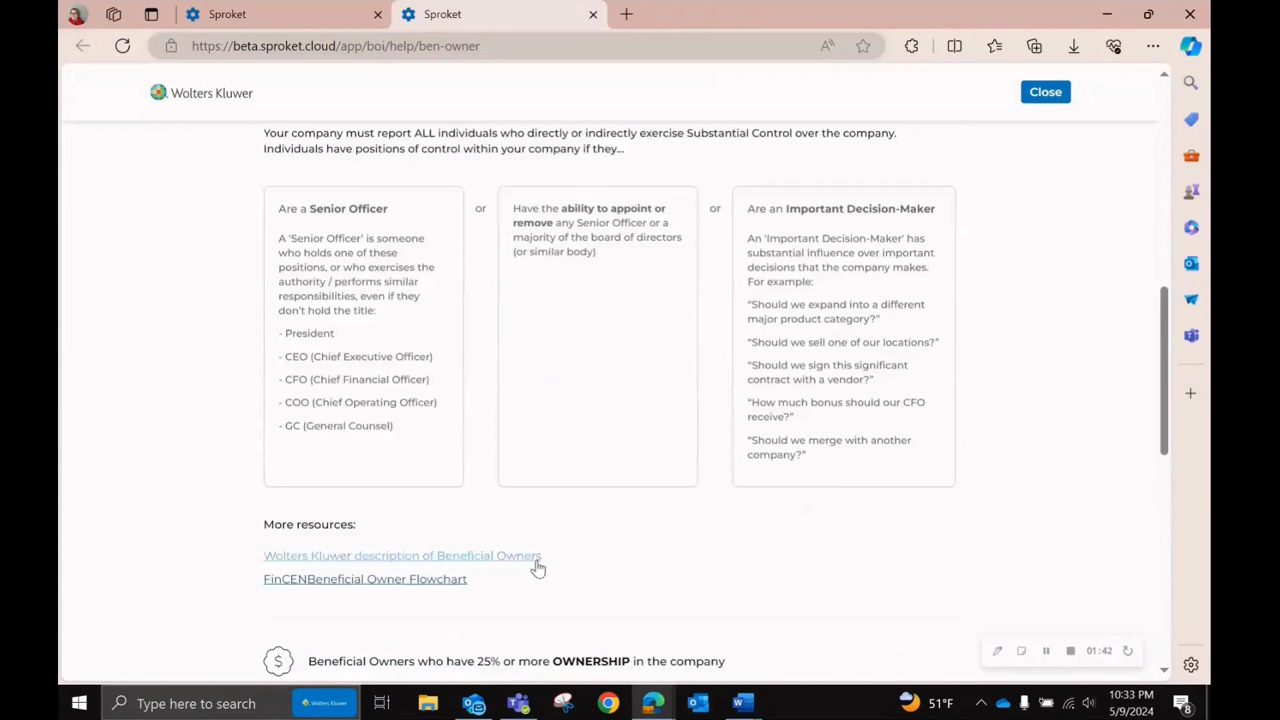 Sproket
Sproket
https://beta.sproket.cloud/app/boi/help/ben-owner
Wolters Kluwer
Close
Your company must report ALL individuals who directly or indirectly exercise Substantial Control over the company.
Individuals have positions of control within your company if they...
Are a Senior Officer
A 'Senior Officer' is someone
who holds one of these
positions, or who exercises the
authority / performs similar
responsibilities, even if they
don't hold the title:
- President
- CEO (Chief Executive Officer)
- CFO (Chief Financial Officer)
- COO (Chief Operating Officer)
- GC (General Counsel)
or
Have the ability to appoint or
remove any Senior Officer or a
majority of the board of directors
(or similar body)
or
Are an Important Decision-Maker
An 'Important Decision-Maker' has
substantial influence over important
decisions that the company makes.
For example:
"Should we expand into a different
major product category?"
"Should we sell one of our locations?"
"Should we sign this significant
contract with a vendor?"
"How much bonus should our CFO
receive?"
"Should we merge with another
company?"
More resources:
Wolters Kluwer description of Beneficial Owners
FinCENBeneficial Owner Flowchart
$
Beneficial Owners who have 25% or more OWNERSHIP in the company
01:42
Type here to search
Wolters Kluwer
51°F
10:33 PM
5/9/2024
8